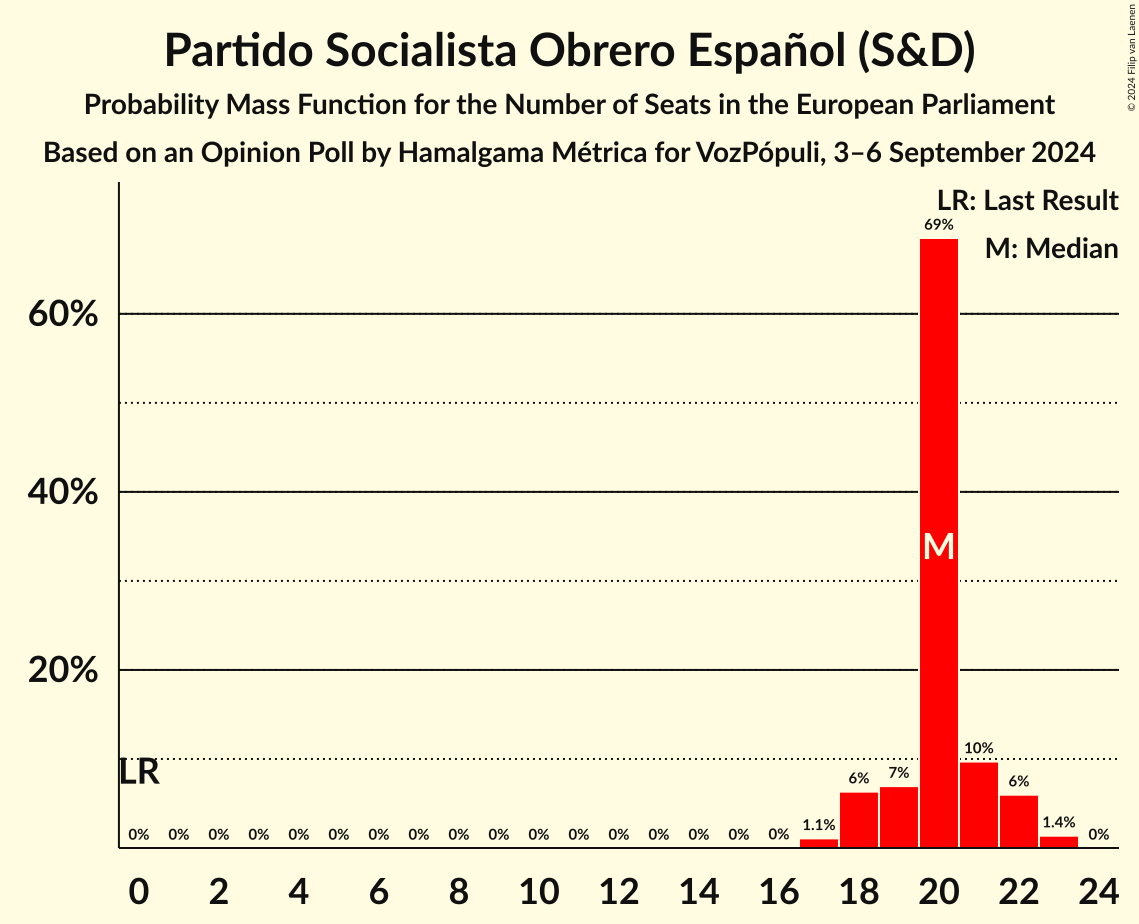 Partido Socialista Obrero Español (S&D)
Probability Mass Function for the Number of Seats in the European Parliament
Based on an Opinion Poll by Hamalgama Métrica for VozPópuli, 3–6 September 2024
© 2024 Filip van Laenen
LR: Last Result
M: Median
69%
60%
40%
M
20%
LR
0% 0% 0% 0% 0% 0% 0% 0% 0% 0% 0% 0% 0% 0% 0% 0% 0% 1.1% 6% 7% 10% 6% 1.4% 0%
0 2 4 6 8 10 12 14 16 18 20 22 24